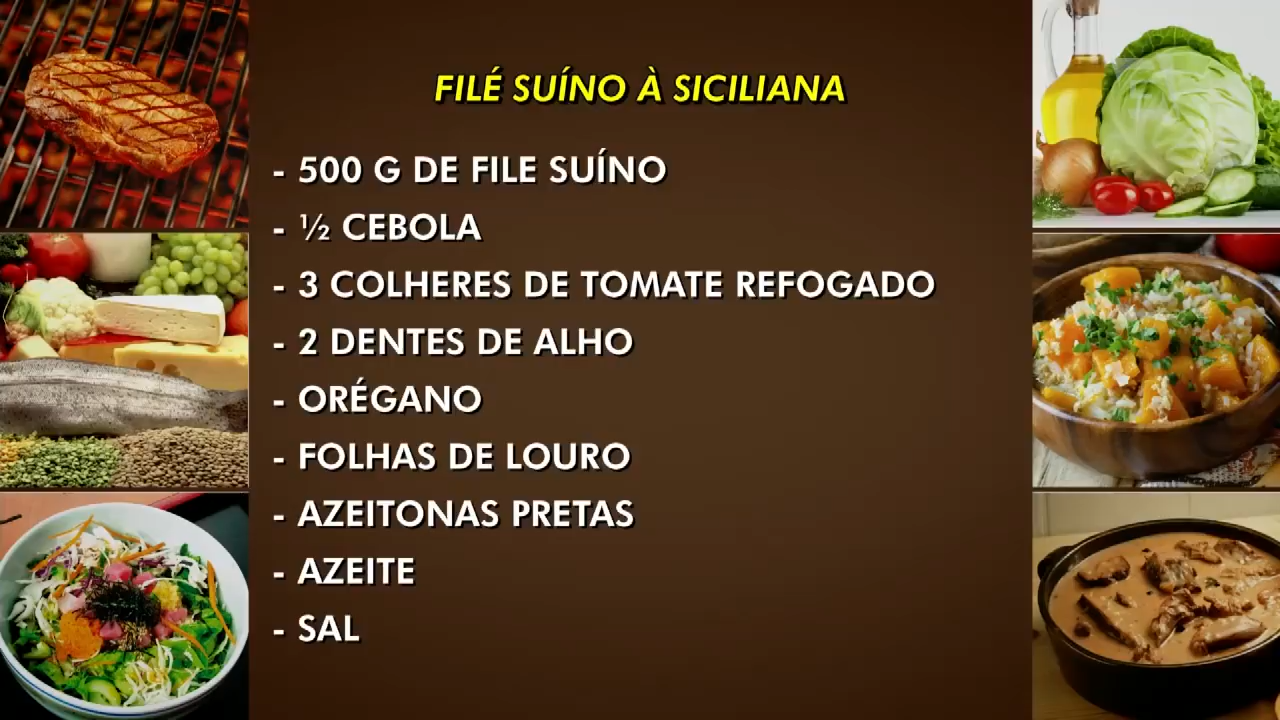 FILÉ SUÍNO À SICILIANA
- 500 G DE FILE SUÍNO
- ½ CEBOLA
- 3 COLHERES DE TOMATE REFOGADO
- 2 DENTES DE ALHO
- ORÉGANO
- FOLHAS DE LOURO
- AZEITONAS PRETAS
- AZEITE
- SAL